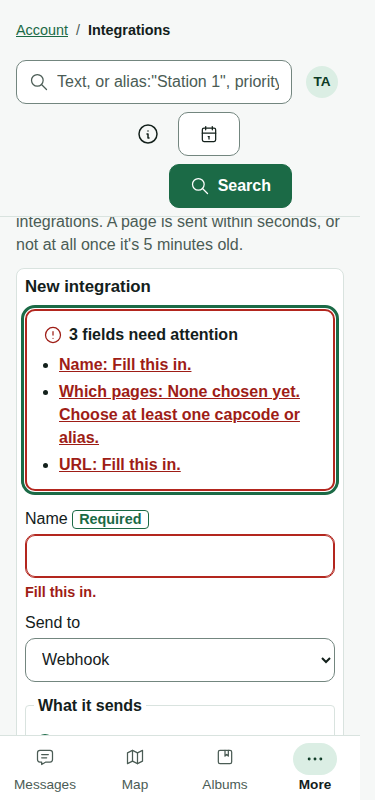 Account / Integrations
Text, or alias:"Station 1", priority
TA
Search
integrations. A page is sent within seconds, or
not at all once it's 5 minutes old.
New integration
3 fields need attention
Name: Fill this in.
Which pages: None chosen yet.
Choose at least one capcode or
alias.
URL: Fill this in.
Name Required
Fill this in.
Send to
Webhook
What it sends
Messages Map Albums More